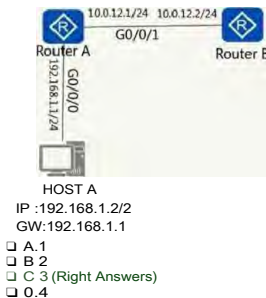 10.0.12.1/24 10.0.12.2/24
R
R
Router A
G0/0/1
Router E
G0/0/0
192.168.1.1/24
HOST A
IP :192.168.1.2/2
GW:192.168.1.1
❑ A.1
❑ B 2
❑ C 3 (Right Answers)
❑ 0.4